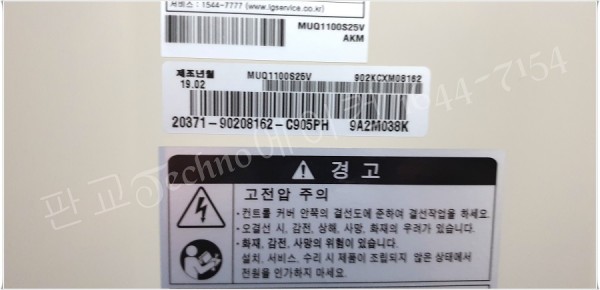 서비스 : 1544-7777 (www.lgservice.co.kr)
MUQ1100S25V
AKM
제조년월 MUQ1100S25V 902KCXM08162
19.02
20371-90208162-C905PH 9A2M038K
경 고
고전압 주의
·컨트롤 커버 안쪽의 결선도에 준하여 결선작업을 하세요.
·오결선 시, 감전, 상해, 사망, 화재의 우려가 있습니다.
·화재, 감전, 사망의 위험이 있습니다.
설치, 서비스, 수리 시 제품이 조립되지 않은 상태에서
전원을 인가하지 마세요.
판교Techno에어컨 1644-7154